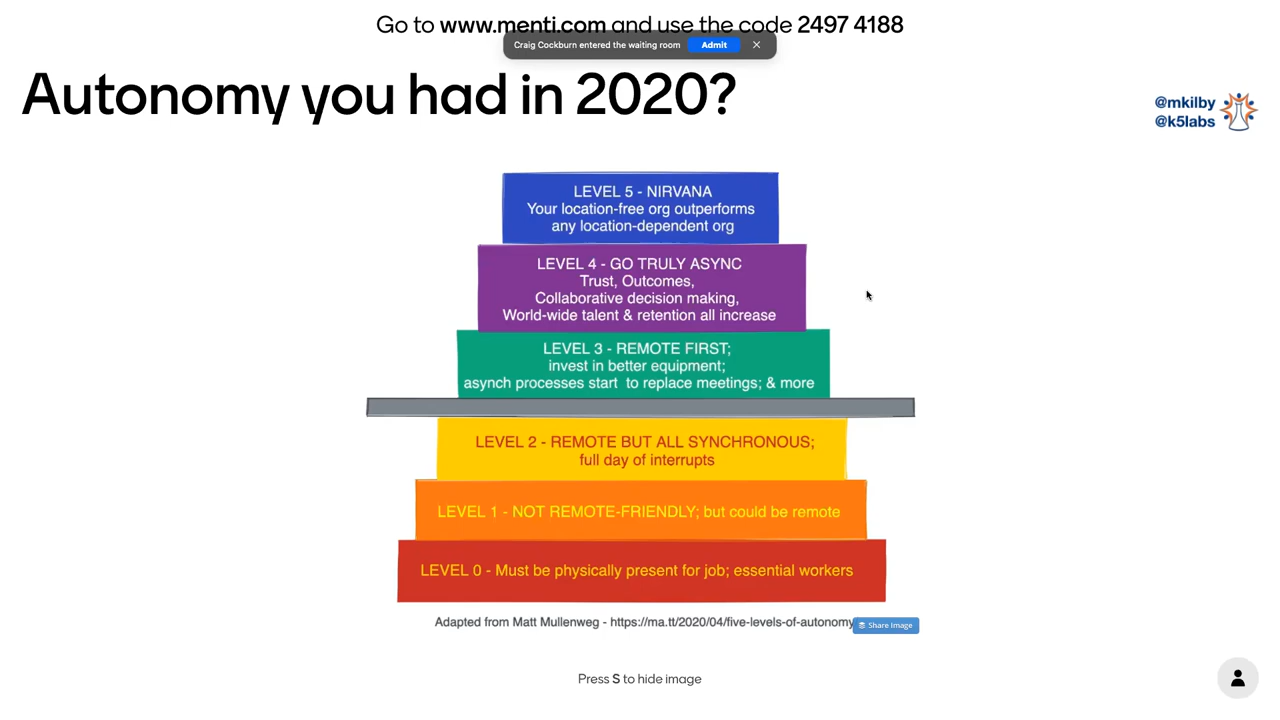 Go to www.menti.com and use the code 2497 4188
Craig Cockburn entered the waiting room Admit
Autonomy you had in 2020?
@mkilby
@k5labs
LEVEL 5 - NIRVANA
Your location-free org outperforms
any location-dependent org
LEVEL 4 - GO TRULY ASYNC
Trust, Outcomes,
Collaborative decision making,
World-wide talent & retention all increase
LEVEL 3 - REMOTE FIRST;
invest in better equipment;
asynch processes start to replace meetings; & more
LEVEL 2 - REMOTE BUT ALL SYNCHRONOUS;
full day of interrupts
LEVEL 1 - NOT REMOTE-FRIENDLY; but could be remote
LEVEL 0 - Must be physically present for job; essential workers
Adapted from Matt Mullenweg - https://ma.tt/2020/04/five-levels-of-autonomy
Share Image
Press S to hide image